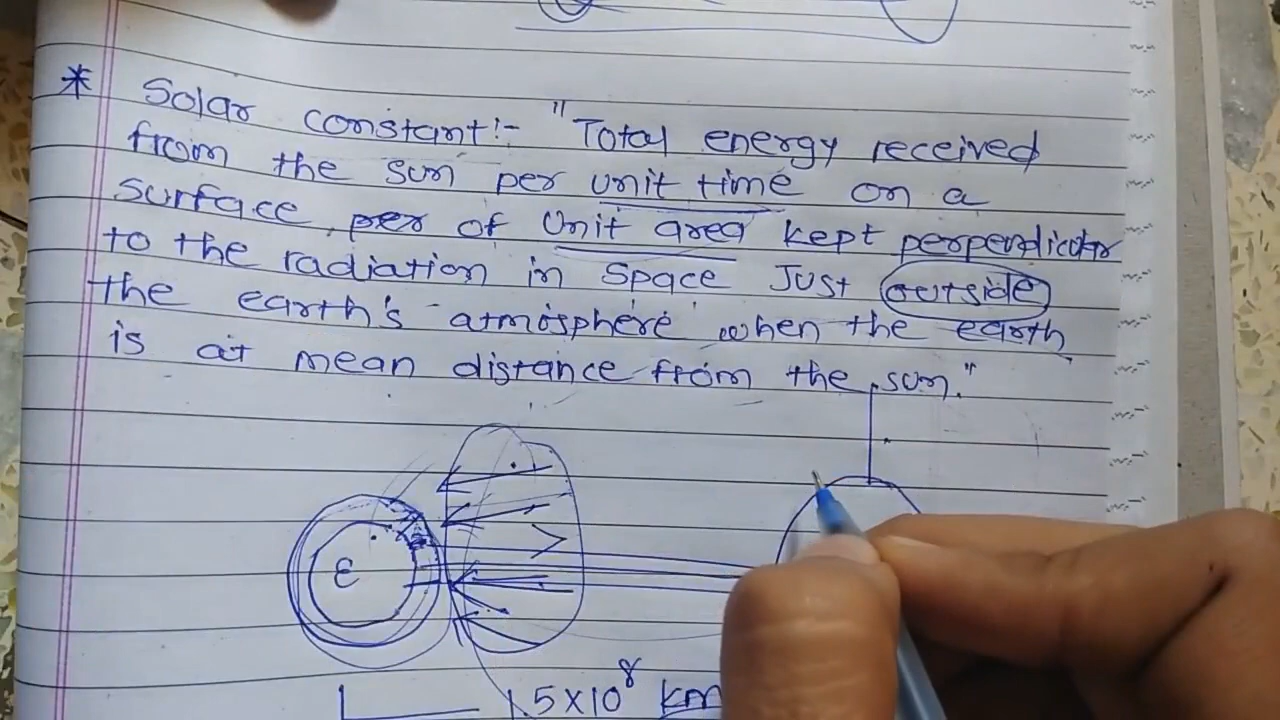 * Solar constant:- "Total energy received
from the sun per unit time on a
surface per of Unit area kept perpendicular
to the radiation in space Just outside
the earth's atmosphere when the earth
is at mean distance from the sun."
E
1.5×10⁸ km